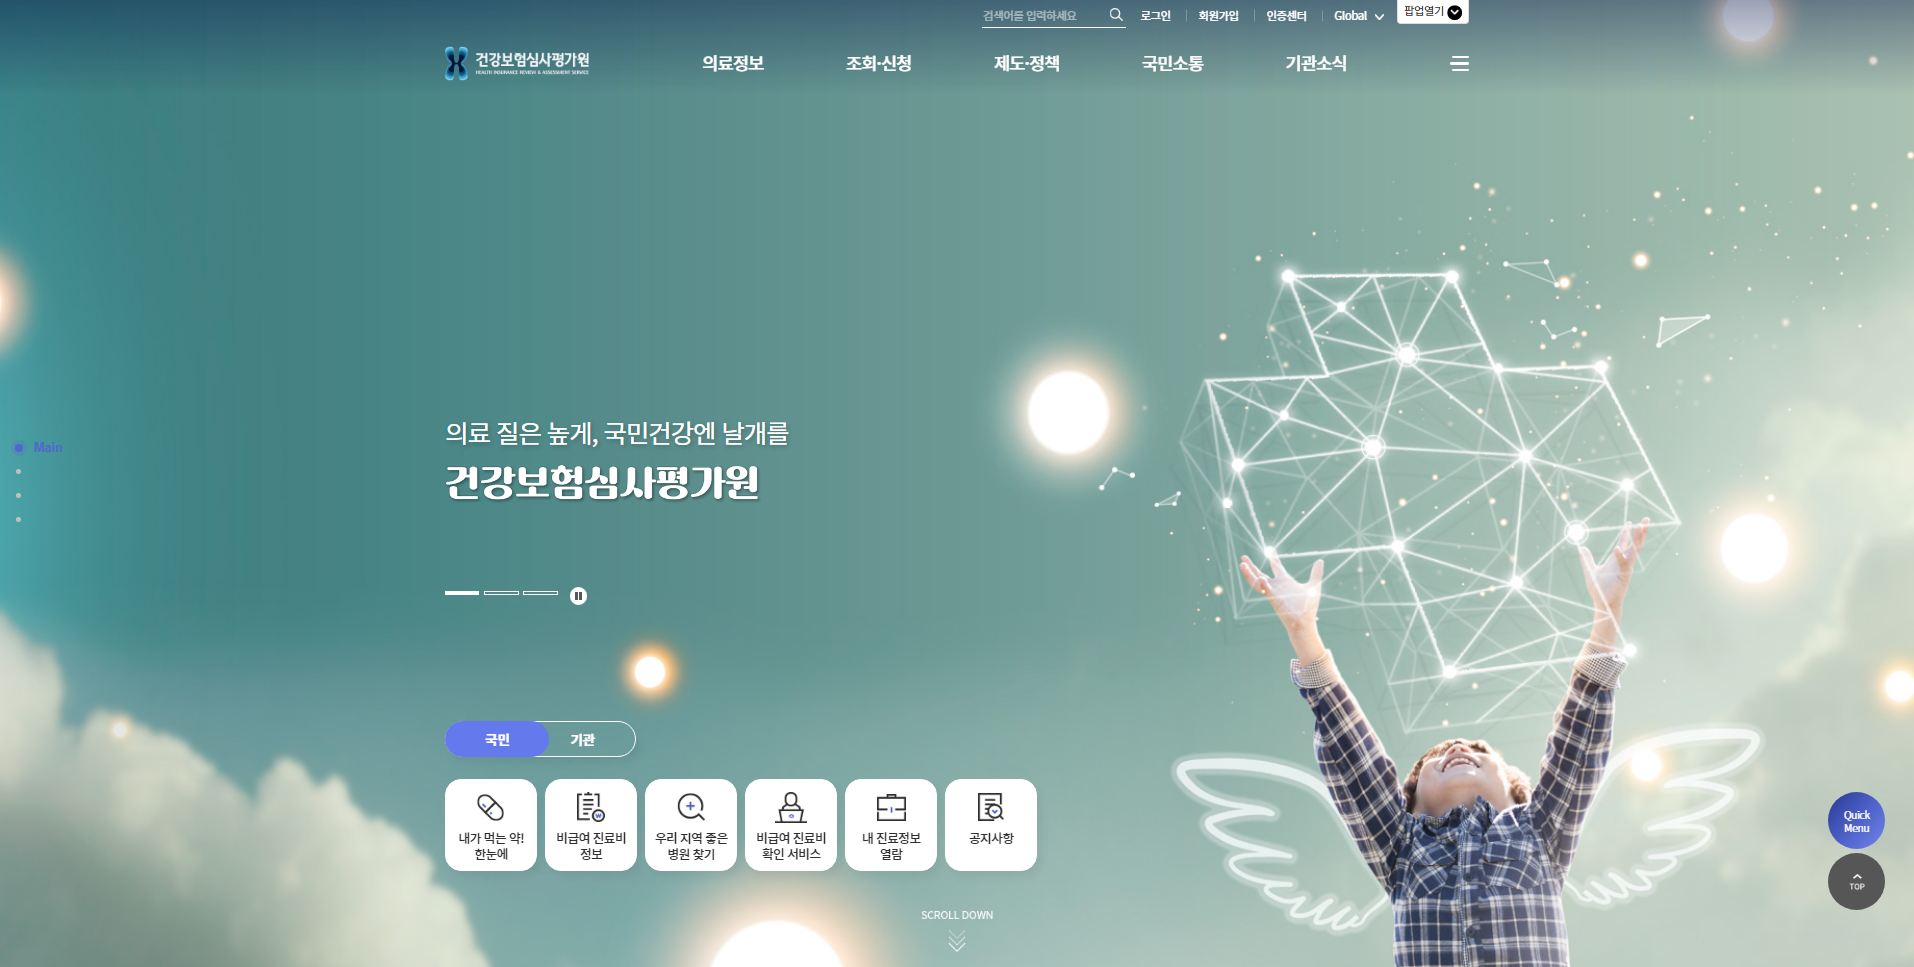 검색어를 입력하세요
로그인
회원가입
인증센터
Global
팝업열기
건강보험심사평가원
HEALTH INSURANCE REVIEW & ASSESSMENT SERVICE
의료정보
조회·신청
제도·정책
국민소통
기관소식
Main
의료 질은 높게, 국민건강엔 날개를
건강보험심사평가원
국민
기관
내가 먹는 약!
한눈에
비급여 진료비
정보
우리 지역 좋은
병원 찾기
비급여 진료비
확인 서비스
내 진료정보
열람
공지사항
SCROLL DOWN
Quick
Menu
TOP